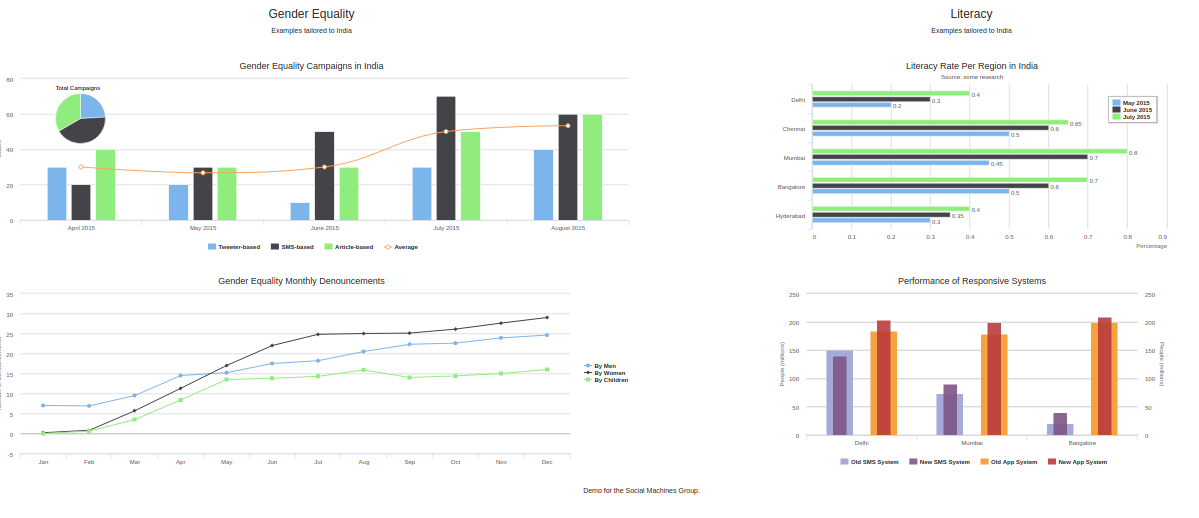 Gender Equality
Examples tailored to India
Gender Equality Campaigns in India
Total Campaigns
80
60
40
20
0
April 2015
May 2015
June 2015
July 2015
August 2015
Tweeter-based
SMS-based
Article-based
Average
Gender Equality Monthly Denouncements
35
30
25
20
15
10
5
0
-5
Jan
Feb
Mar
Apr
May
Jun
Jul
Aug
Sep
Oct
Nov
Dec
By Men
By Women
By Children
Literacy
Examples tailored to India
Literacy Rate Per Region in India
Source: some research
Delhi
0.4
0.3
0.2
Chennai
0.65
0.6
0.5
Mumbai
0.8
0.7
0.45
Bangalore
0.7
0.6
0.5
Hyderabad
0.4
0.35
0.3
May 2015
June 2015
July 2015
0
0.1
0.2
0.3
0.4
0.5
0.6
0.7
0.8
0.9
Percentage
Performance of Responsive Systems
People (millions)
250
200
150
100
50
0
250
200
150
100
50
0
People (millions)
Delhi
Mumbai
Bangalore
Old SMS System
New SMS System
Old App System
New App System
Demo for the Social Machines Group.